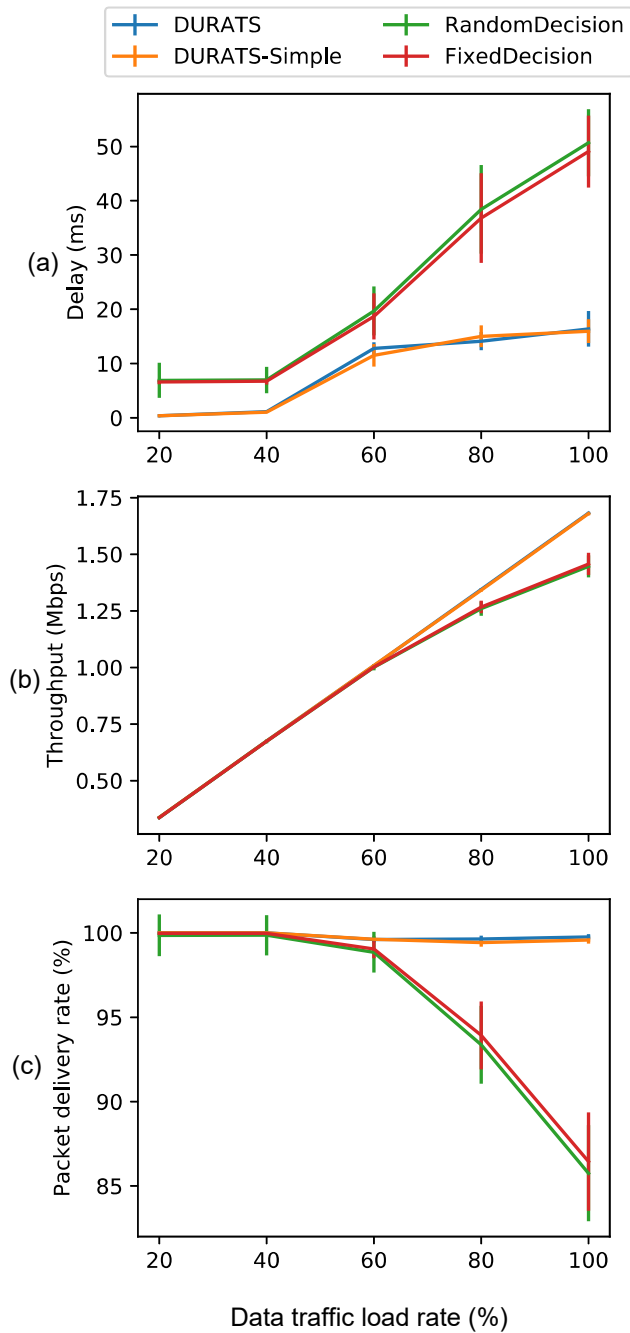 DURATS
RandomDecision
DURATS-Simple
FixedDecision
(a)
Delay (ms)
50
40
30
20
10
0
20 40 60 80 100
(b)
Throughput (Mbps)
1.75
1.50
1.25
1.00
0.75
0.50
20 40 60 80 100
(c)
Packet delivery rate (%)
100
95
90
85
20 40 60 80 100
Data traffic load rate (%)